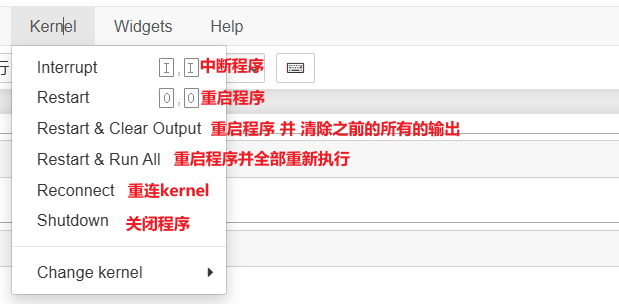 Kernel Widgets Help
行
Interrupt I, I 中断程序
Restart 0, 0 重启程序
Restart & Clear Output 重启程序 并 清除之前的所有的输出
Restart & Run All 重启程序并全部重新执行
Reconnect 重连kernel
Shutdown 关闭程序
Change kernel